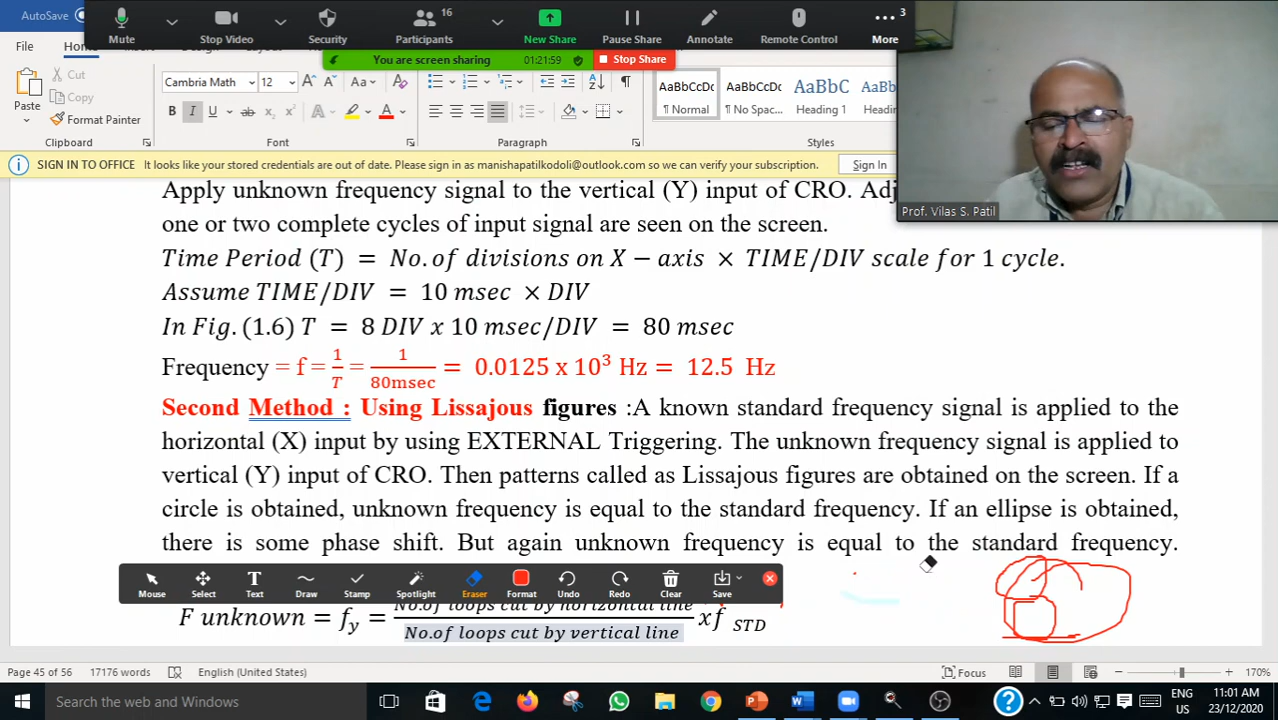 AutoSave
Mute
Stop Video
Security
16
Participants
New Share
Pause Share
Annotate
Remote Control
3
More
You are screen sharing
01:21:59
Stop Share
File
Home
Cut
Copy
Format Painter
Paste
Clipboard
Cambria Math
12
Font
Paragraph
AaBbCcDc
Normal
AaBbCcDc
No Spac...
AaBbC
Heading 1
AaBb
Styles
Prof. Vilas S. Patil
SIGN IN TO OFFICE It looks like your stored credentials are out of date. Please sign in as manishapatilkodoli@outlook.com so we can verify your subscription.
Sign In
Apply unknown frequency signal to the vertical (Y) input of CRO.
one or two complete cycles of input signal are seen on the screen.
Time Period (T) = No. of divisions on X − axis × TIME/DIV scale for 1 cycle.
Assume TIME/DIV = 10 msec × DIV
In Fig. (1.6) T = 8 DIV x 10 msec/DIV = 80 msec
Frequency = f = 1/T = 1/80msec = 0.0125 x 10³ Hz = 12.5 Hz
Second Method : Using Lissajous figures :A known standard frequency signal is applied to the
horizontal (X) input by using EXTERNAL Triggering. The unknown frequency signal is applied to
vertical (Y) input of CRO. Then patterns called as Lissajous figures are obtained on the screen. If a
circle is obtained, unknown frequency is equal to the standard frequency. If an ellipse is obtained,
there is some phase shift. But again unknown frequency is equal to the standard frequency.
Mouse
Select
Text
Draw
Stamp
Spotlight
Eraser
Format
Undo
Redo
Clear
Save
F unknown = fy = No.of loops cut by horizontal line / No.of loops cut by vertical line xf STD
Page 45 of 56
17176 words
English (United States)
Focus
170%
Search Windows
ENG
US
11:01 AM
23/12/2020